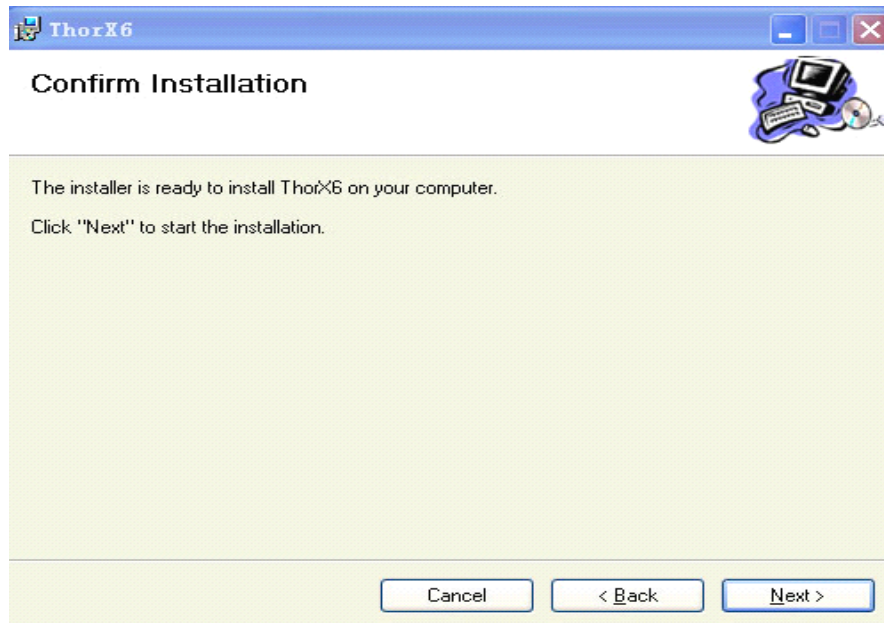 ThorX6
Confirm Installation
The installer is ready to install ThorX6 on your computer.
Click "Next" to start the installation.
Cancel
< Back
Next >